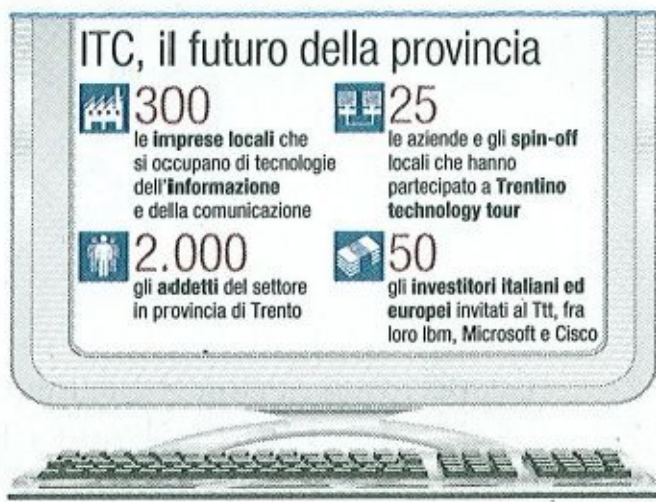 ITC, il futuro della provincia
300
le imprese locali che
si occupano di tecnologie
dell'informazione
e della comunicazione
25
le aziende e gli spin-off
locali che hanno
partecipato a Trentino
technology tour
2.000
gli addetti del settore
in provincia di Trento
50
gli investitori italiani ed
europei invitati al Ttt, fra
loro Ibm, Microsoft e Cisco